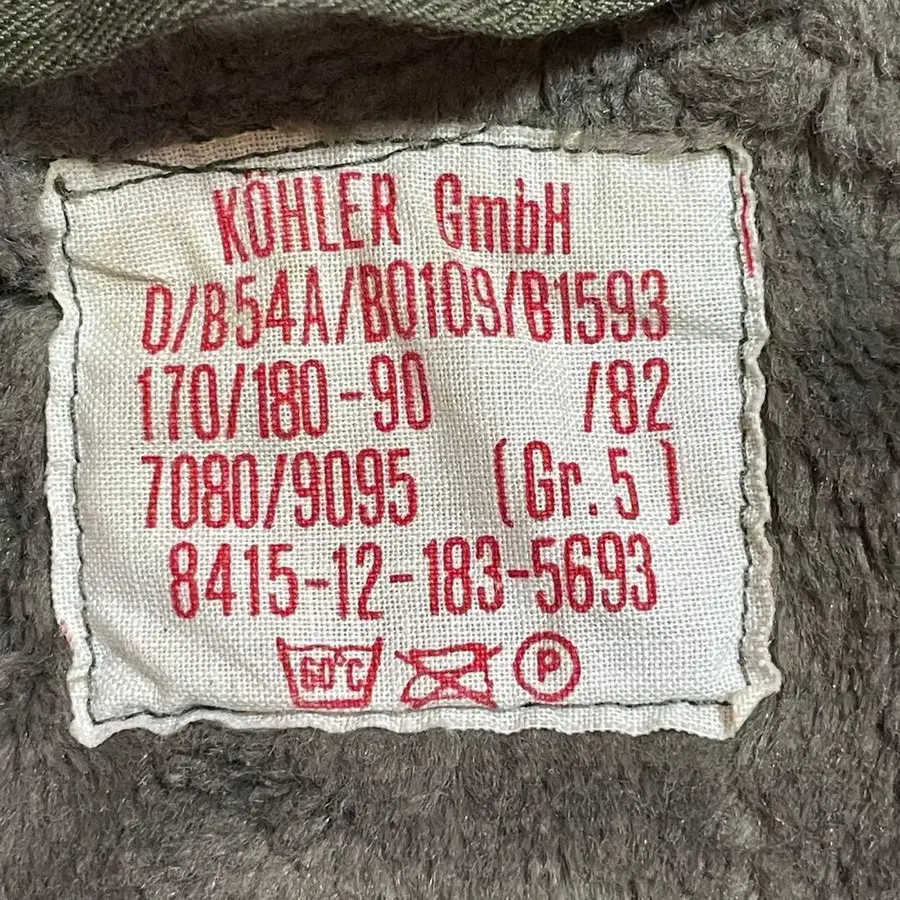 KÖHLER GmbH
D/B54A/B0109/B1593
170/180-90 /82
7080/9095 (Gr.5)
8415-12-183-5693
60°C P